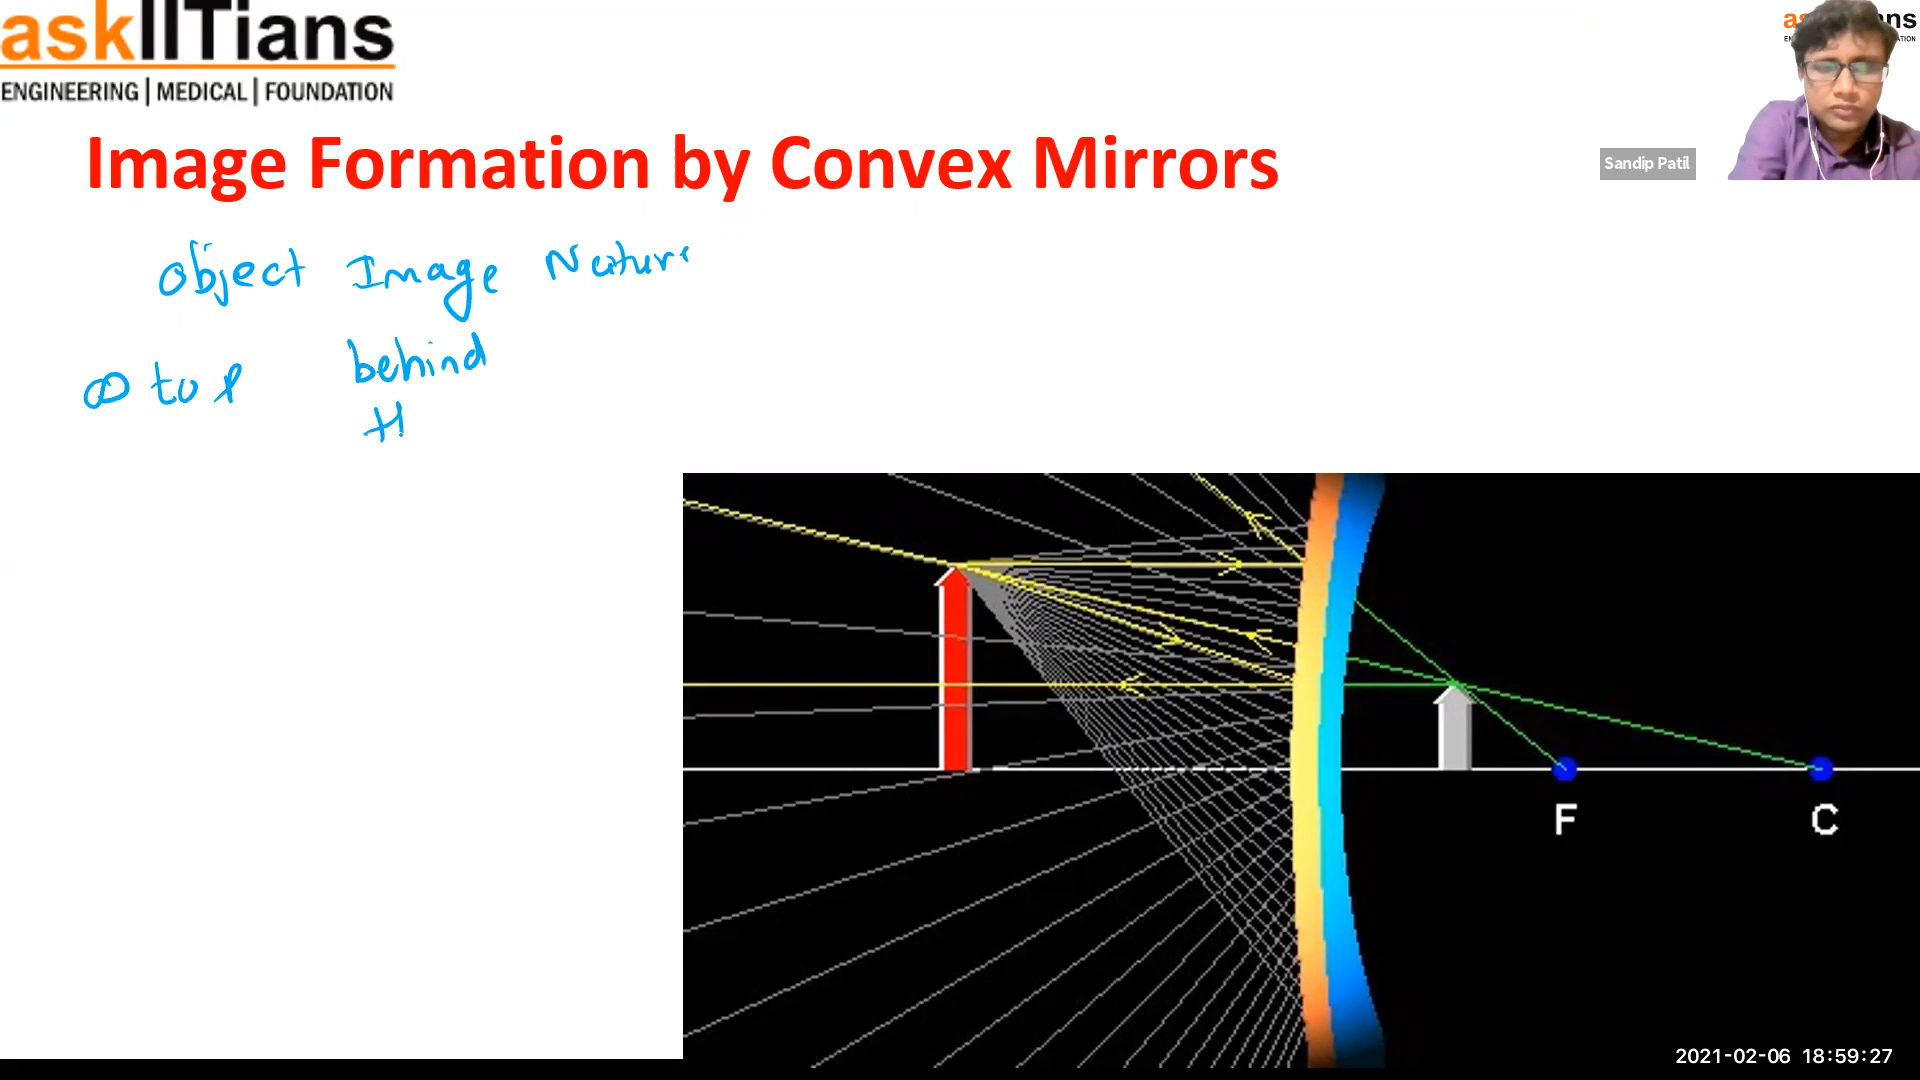 askIITians
ENGINEERING | MEDICAL | FOUNDATION
Image Formation by Convex Mirrors
Sandip Patil
Object Image Nature
∞ to P behind
F C
2021-02-06 18:59:27